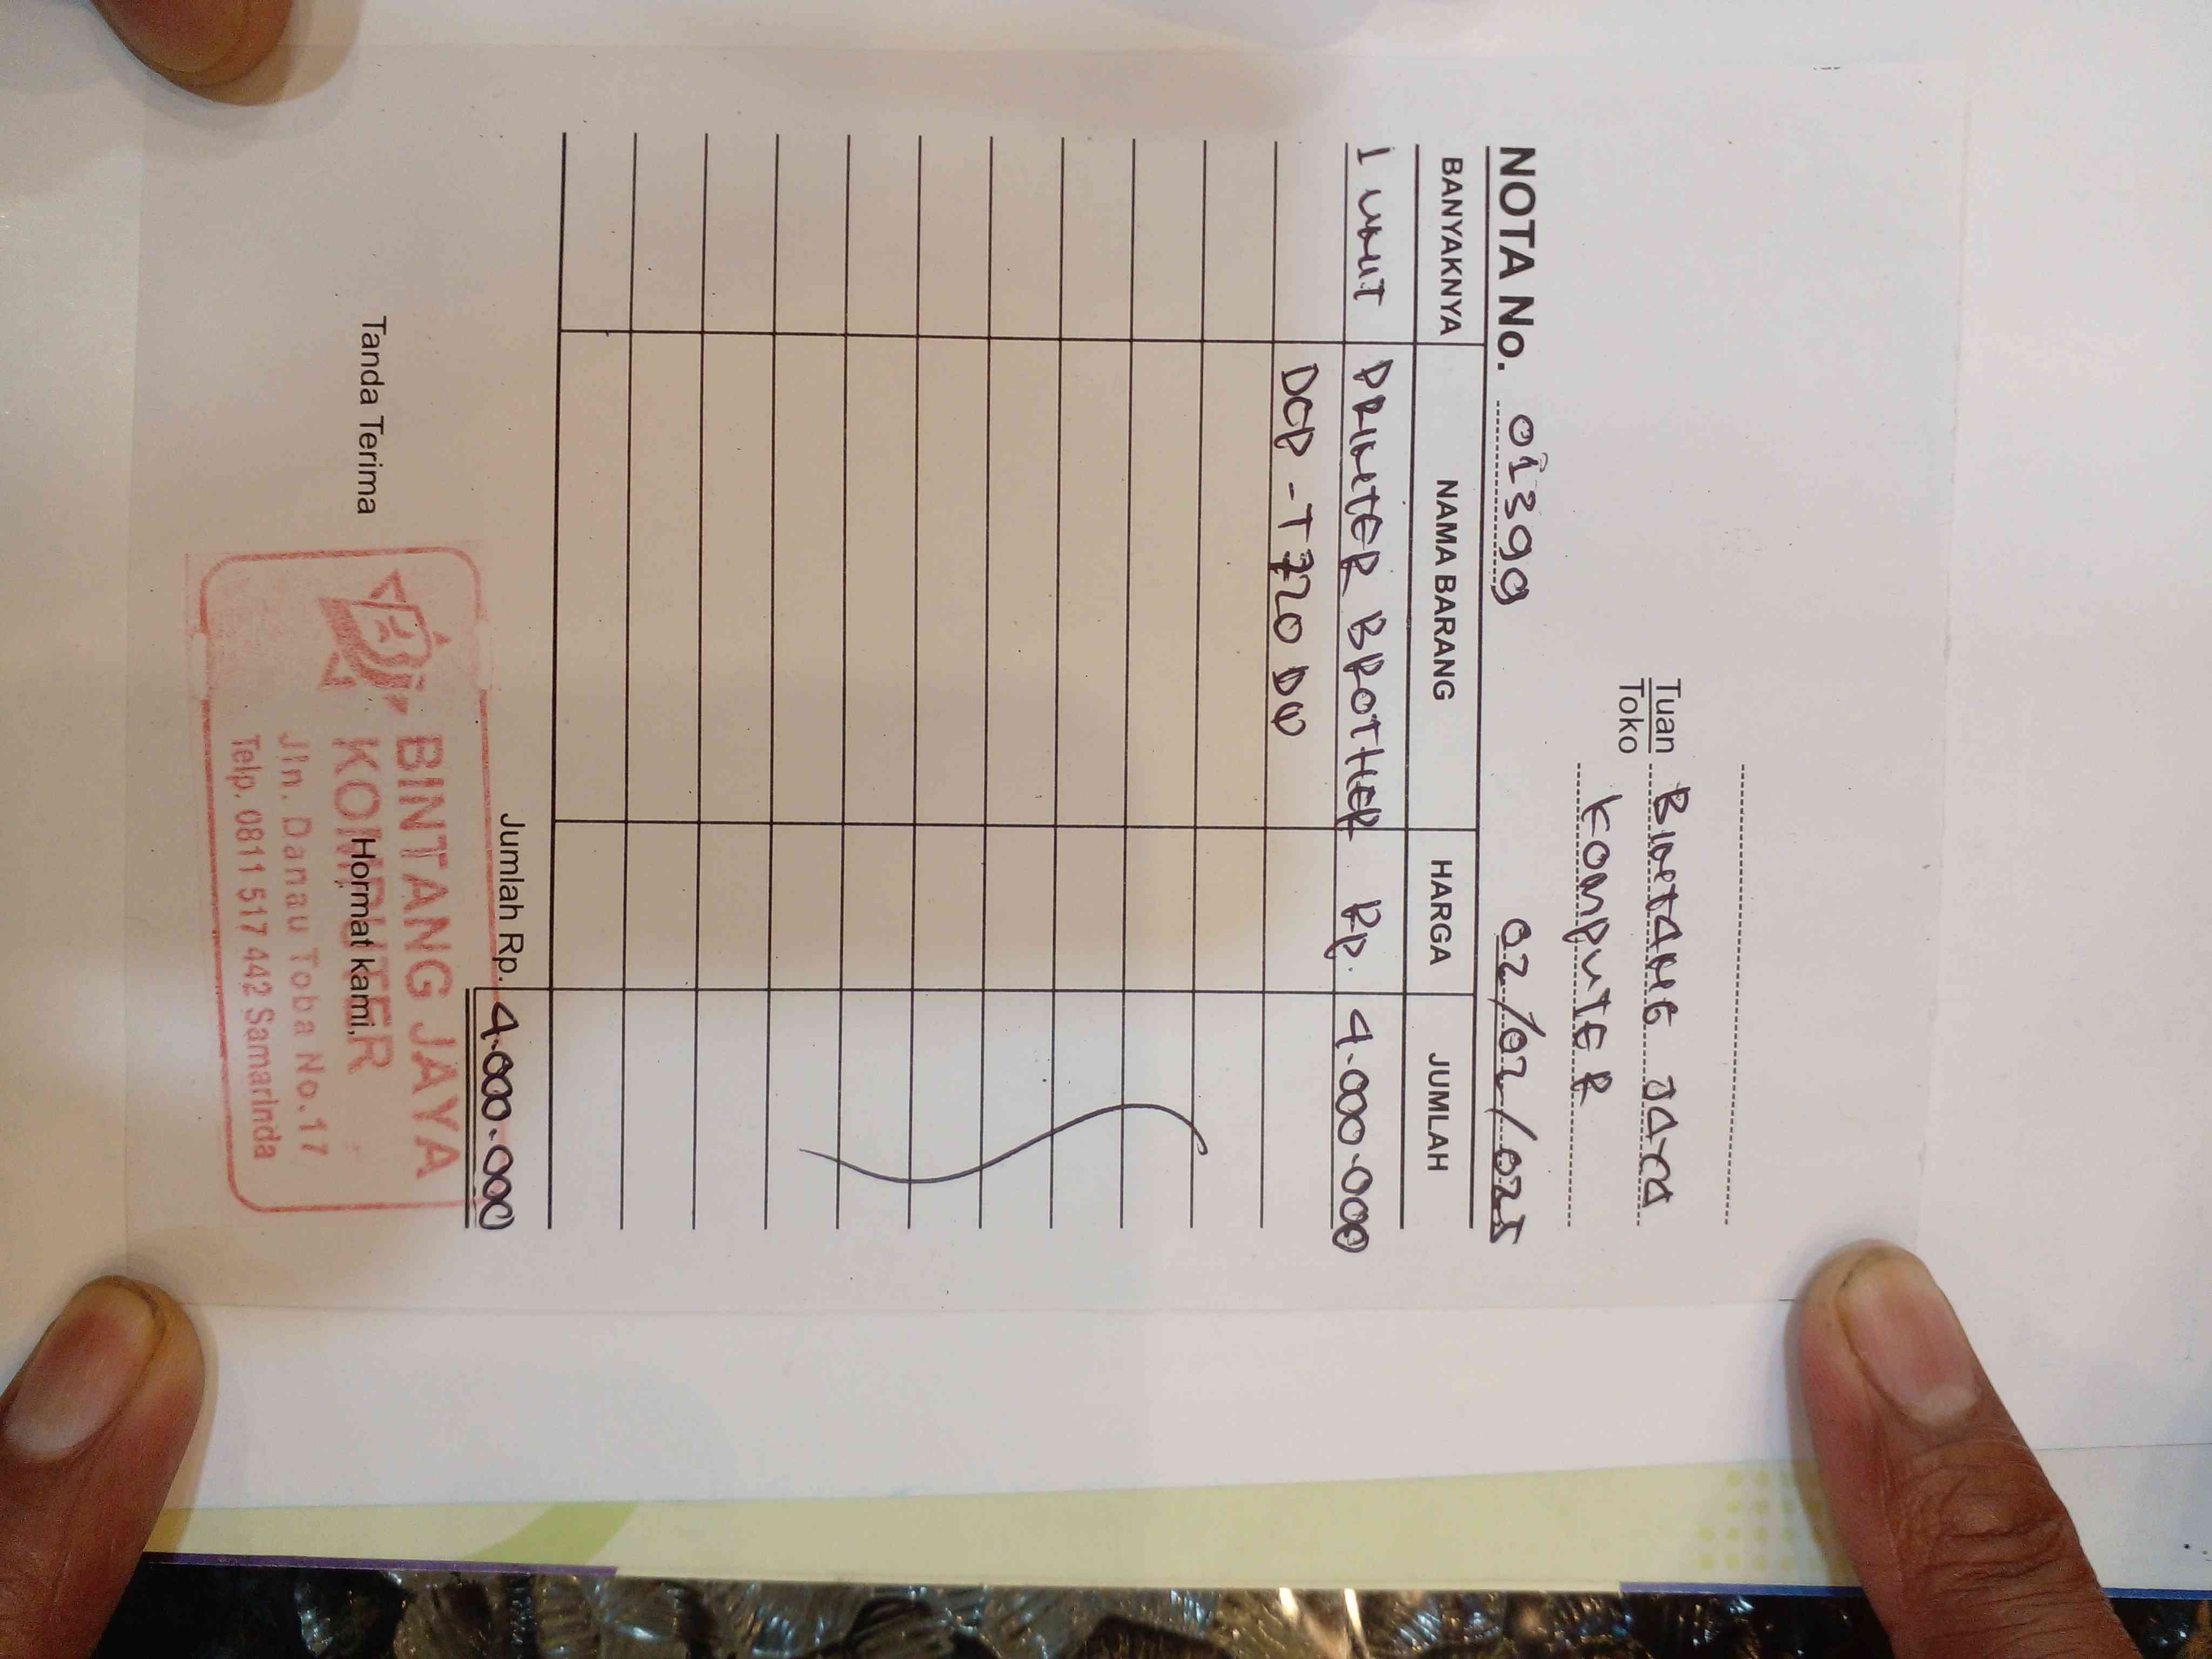 Tuan BINTANG JAYA
Toko
KOMPUTER
NOTA No. 01399 02/02/025
BANYAKNYA NAMA BARANG HARGA JUMLAH
1 UNIT PRINTER BROTHER Rp. 4.000.000
DCP-T720 DW
Jumlah Rp. 4.000.000
Tanda Terima Hormat kami,
BINTANG JAYA
KOMPUTER
Jln. Danau Toba No.17
Telp. 0811 517 442 Samarinda